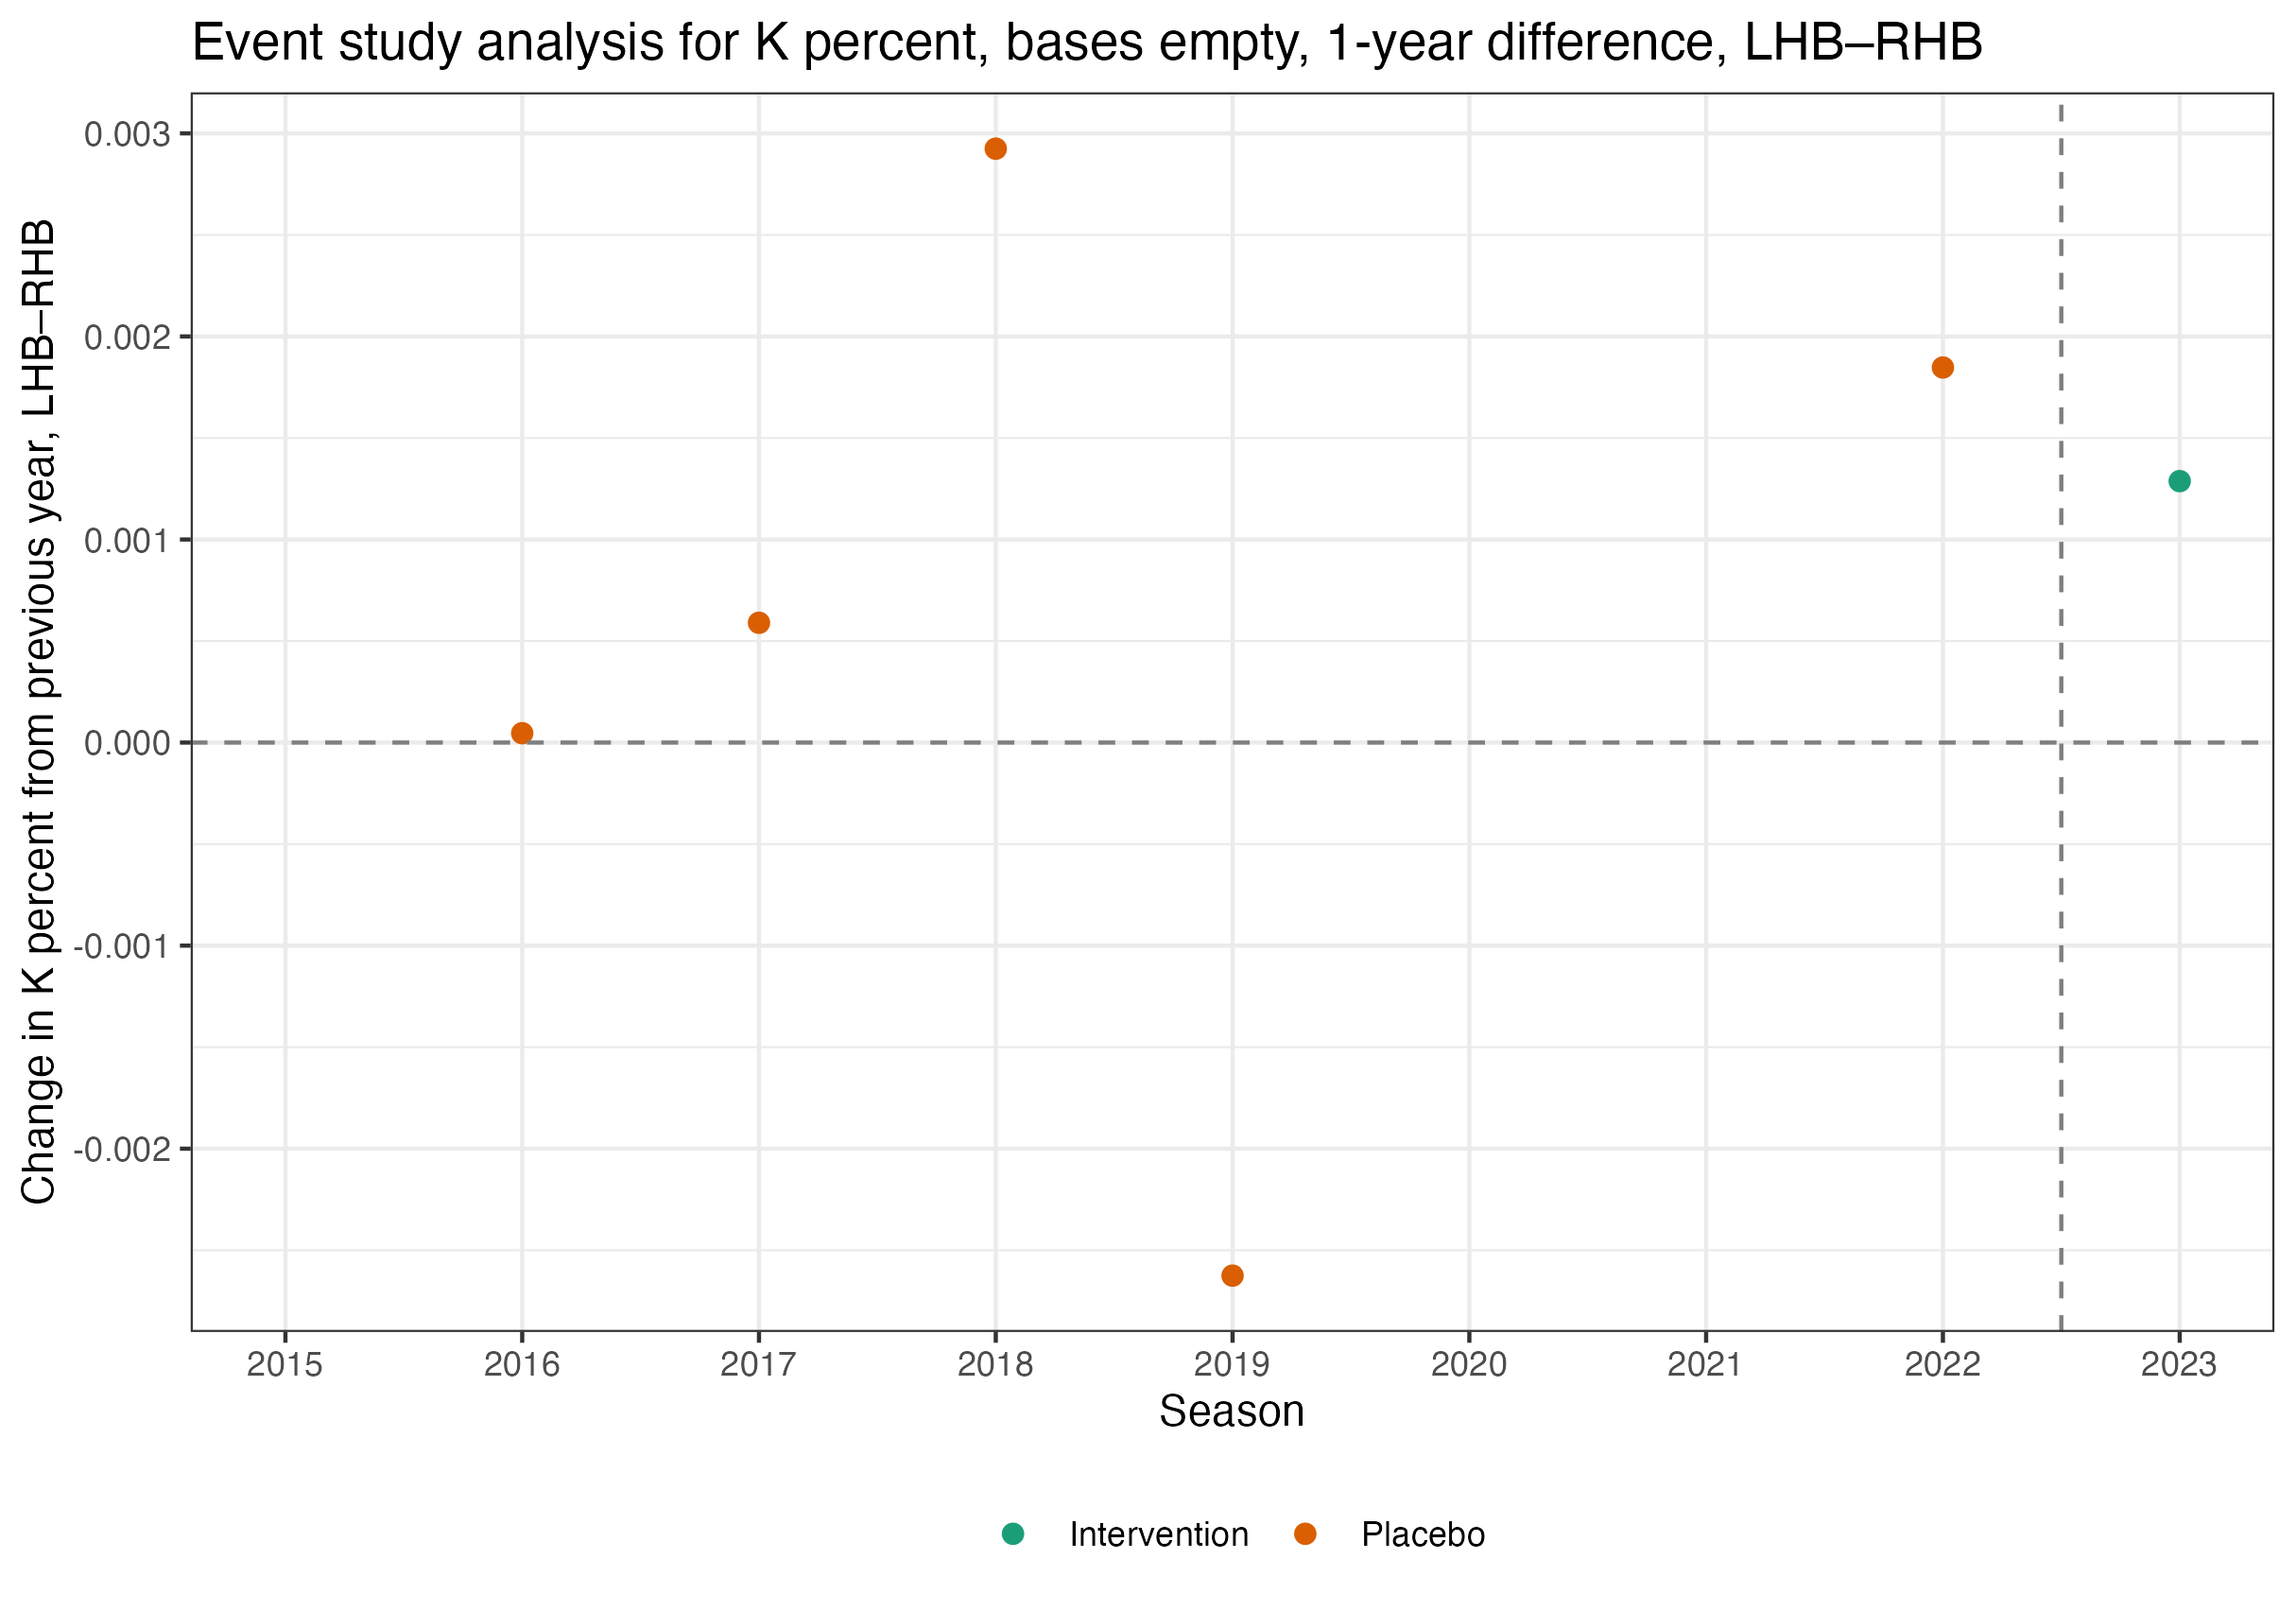 Event study analysis for K percent, bases empty, 1-year difference, LHB–RHB
Change in K percent from previous year, LHB–RHB
0.003
0.002
0.001
0.000
-0.001
-0.002
2015 2016 2017 2018 2019 2020 2021 2022 2023
Season
Intervention Placebo